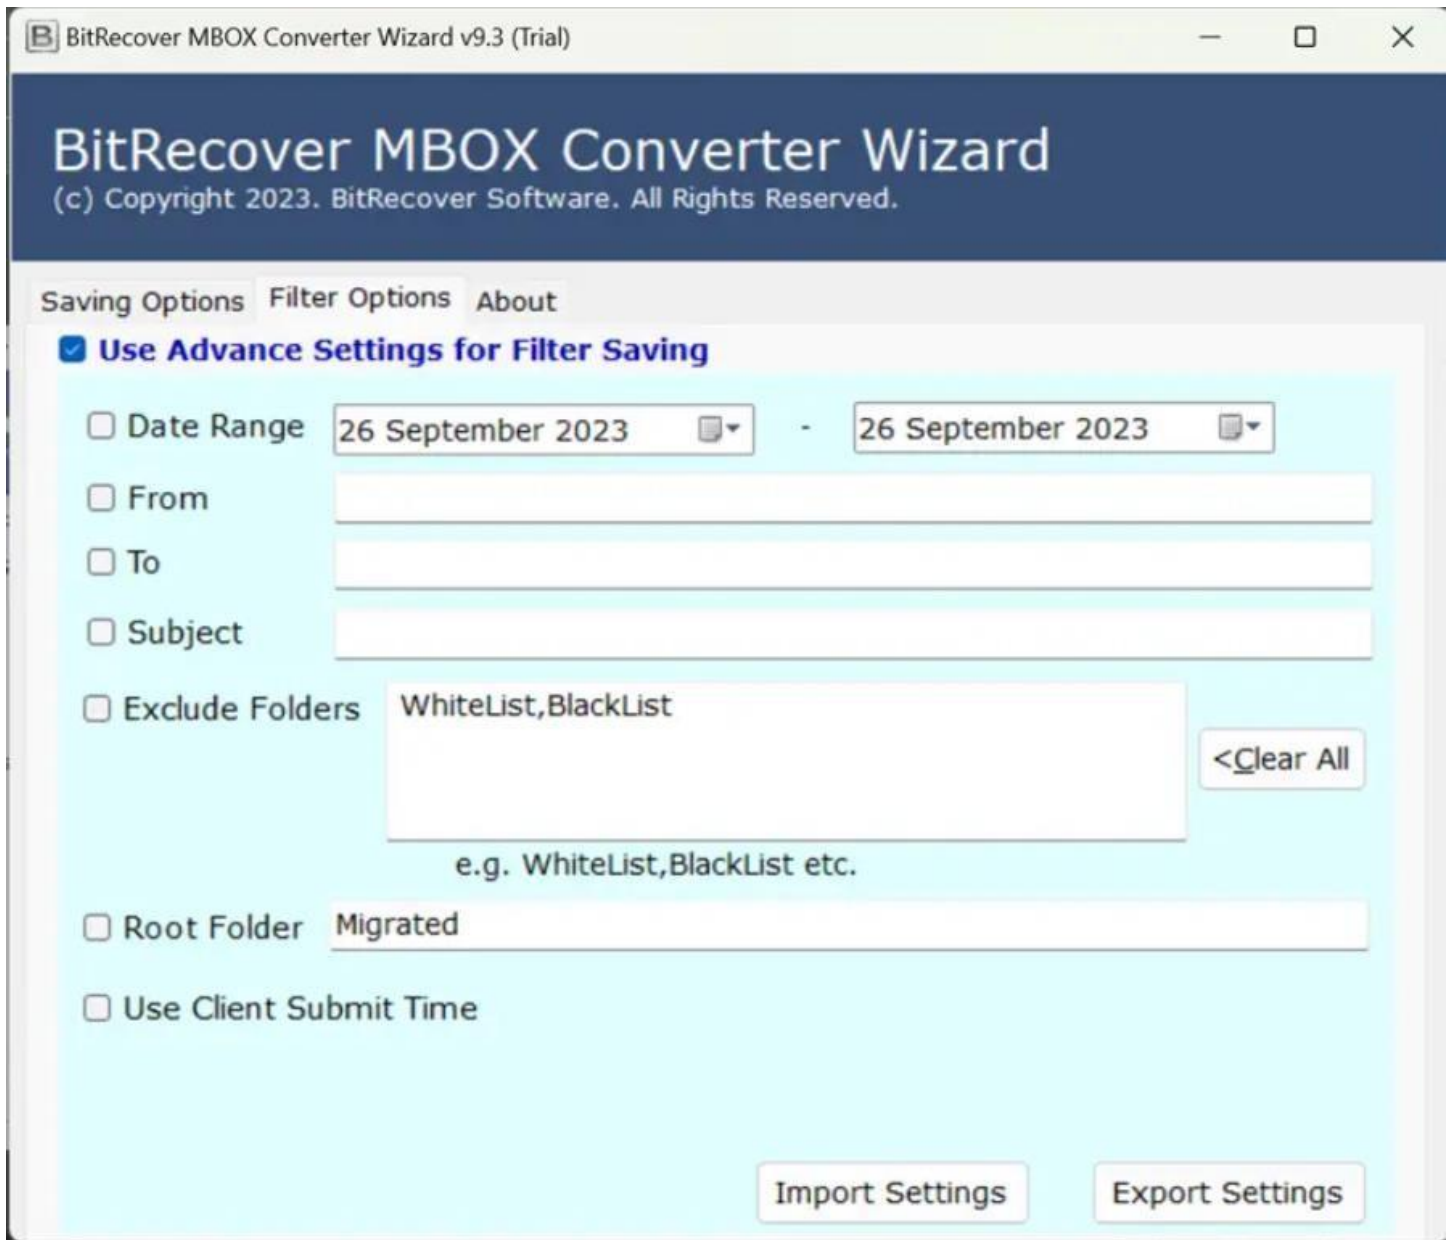 BitRecover MBOX Converter Wizard v9.3 (Trial)
BitRecover MBOX Converter Wizard
(c) Copyright 2023. BitRecover Software. All Rights Reserved.
Saving Options Filter Options About
Use Advance Settings for Filter Saving
Date Range 26 September 2023 - 26 September 2023
From
To
Subject
Exclude Folders WhiteList,BlackList
<Clear All
e.g. WhiteList,BlackList etc.
Root Folder Migrated
Use Client Submit Time
Import Settings Export Settings